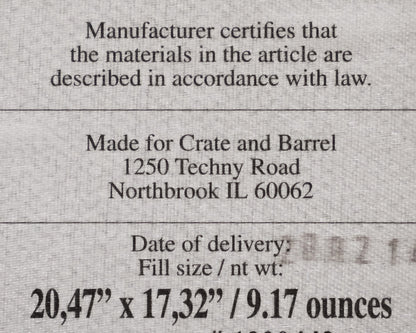 Manufacturer certifies that
the materials in the article are
described in accordance with law.
Made for Crate and Barrel
1250 Techny Road
Northbrook IL 60062
Date of delivery:
Fill size / nt wt:
20,47” x 17,32” / 9.17 ounces